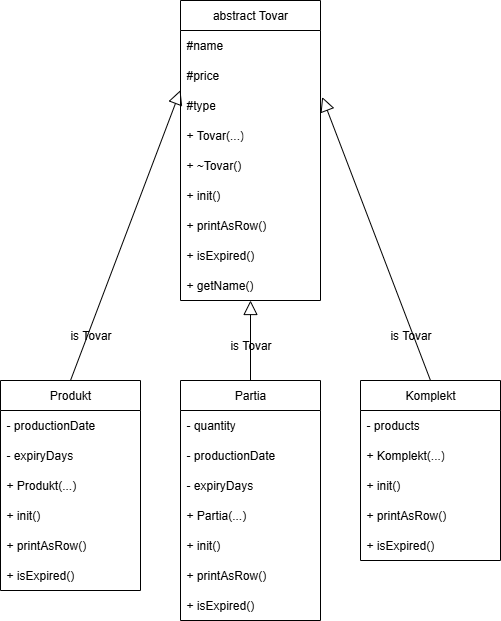 abstract Tovar
#name
#price
#type
+ Tovar(...)
+ ~Tovar()
+ init()
+ printAsRow()
+ isExpired()
+ getName()
is Tovar
is Tovar
is Tovar
Produkt
- productionDate
- expiryDays
+ Produkt(...)
+ init()
+ printAsRow()
+ isExpired()
Partia
- quantity
- productionDate
- expiryDays
+ Partia(...)
+ init()
+ printAsRow()
+ isExpired()
Komplekt
- products
+ Komplekt(...)
+ init()
+ printAsRow()
+ isExpired()